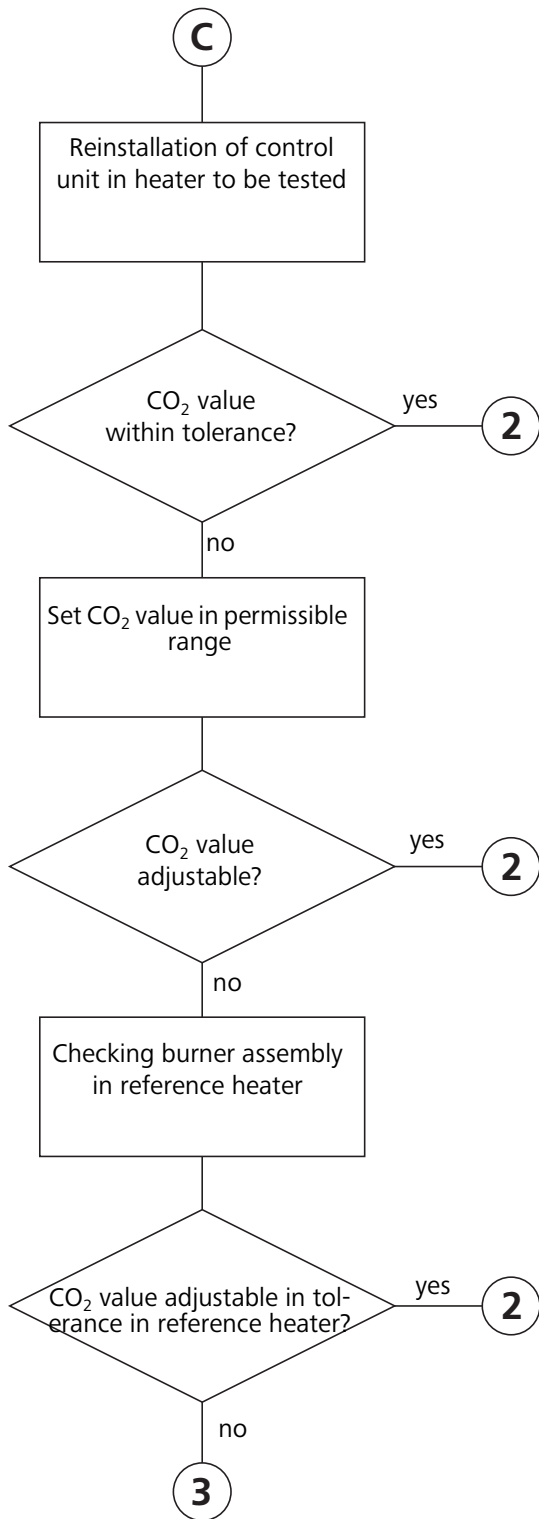 C
Reinstallation of control
unit in heater to be tested
CO₂ value
within tolerance?
yes
2
no
Set CO₂ value in permissible
range
CO₂ value
adjustable?
yes
2
no
Checking burner assembly
in reference heater
CO₂ value adjustable in tol-
erance in reference heater?
yes
2
no
3